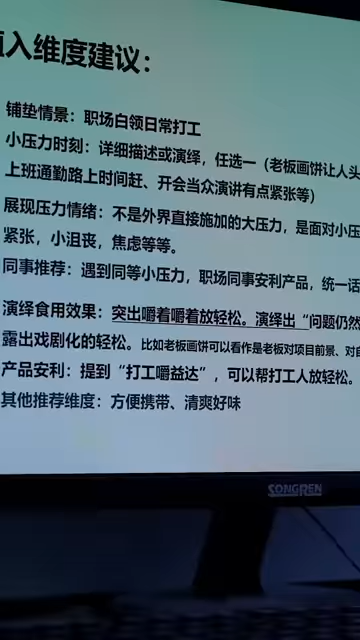 入维度建议：
铺垫情景：职场白领日常打工
小压力时刻：详细描述或演绎，任选一（老板画饼让人头
上班通勤路上时间赶、开会当众演讲有点紧张等）
展现压力情绪：不是外界直接施加的大压力，是面对小压
紧张，小沮丧，焦虑等等。
同事推荐：遇到同等小压力，职场同事安利产品，统一话
演绎食用效果：突出嚼着嚼着放轻松。演绎出“问题仍然
露出戏剧化的轻松。比如老板画饼可以看作是老板对项目前景、对自
产品安利：提到“打工嚼益达”，可以帮打工人放轻松。
其他推荐维度：方便携带、清爽好味
SONGREN